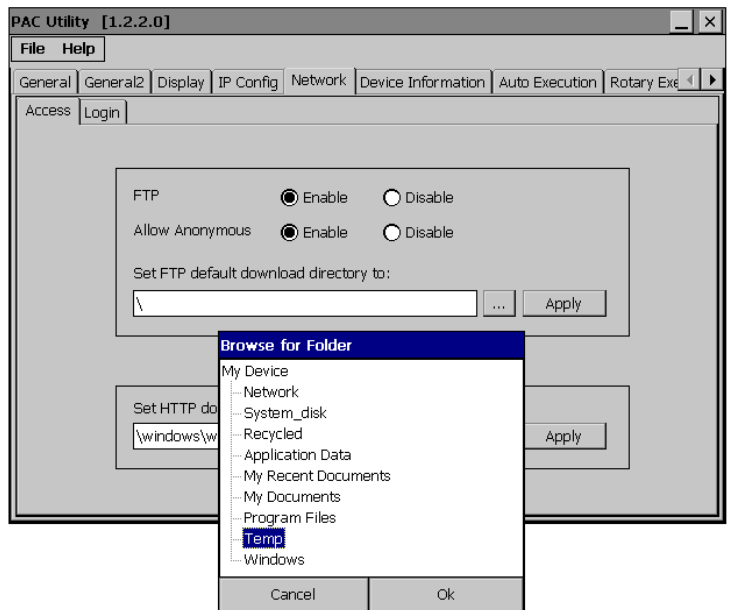 PAC Utility [1.2.2.0]
File Help
General General2 Display IP Config Network Device Information Auto Execution Rotary Exe
Access Login
FTP Enable Disable
Allow Anonymous Enable Disable
Set FTP default download directory to:
\ ... Apply
Browse for Folder
My Device
Network
System_disk
Recycled
Application Data
My Recent Documents
My Documents
Program Files
Temp
Windows
Cancel Ok
Set HTTP do
\windows\w Apply